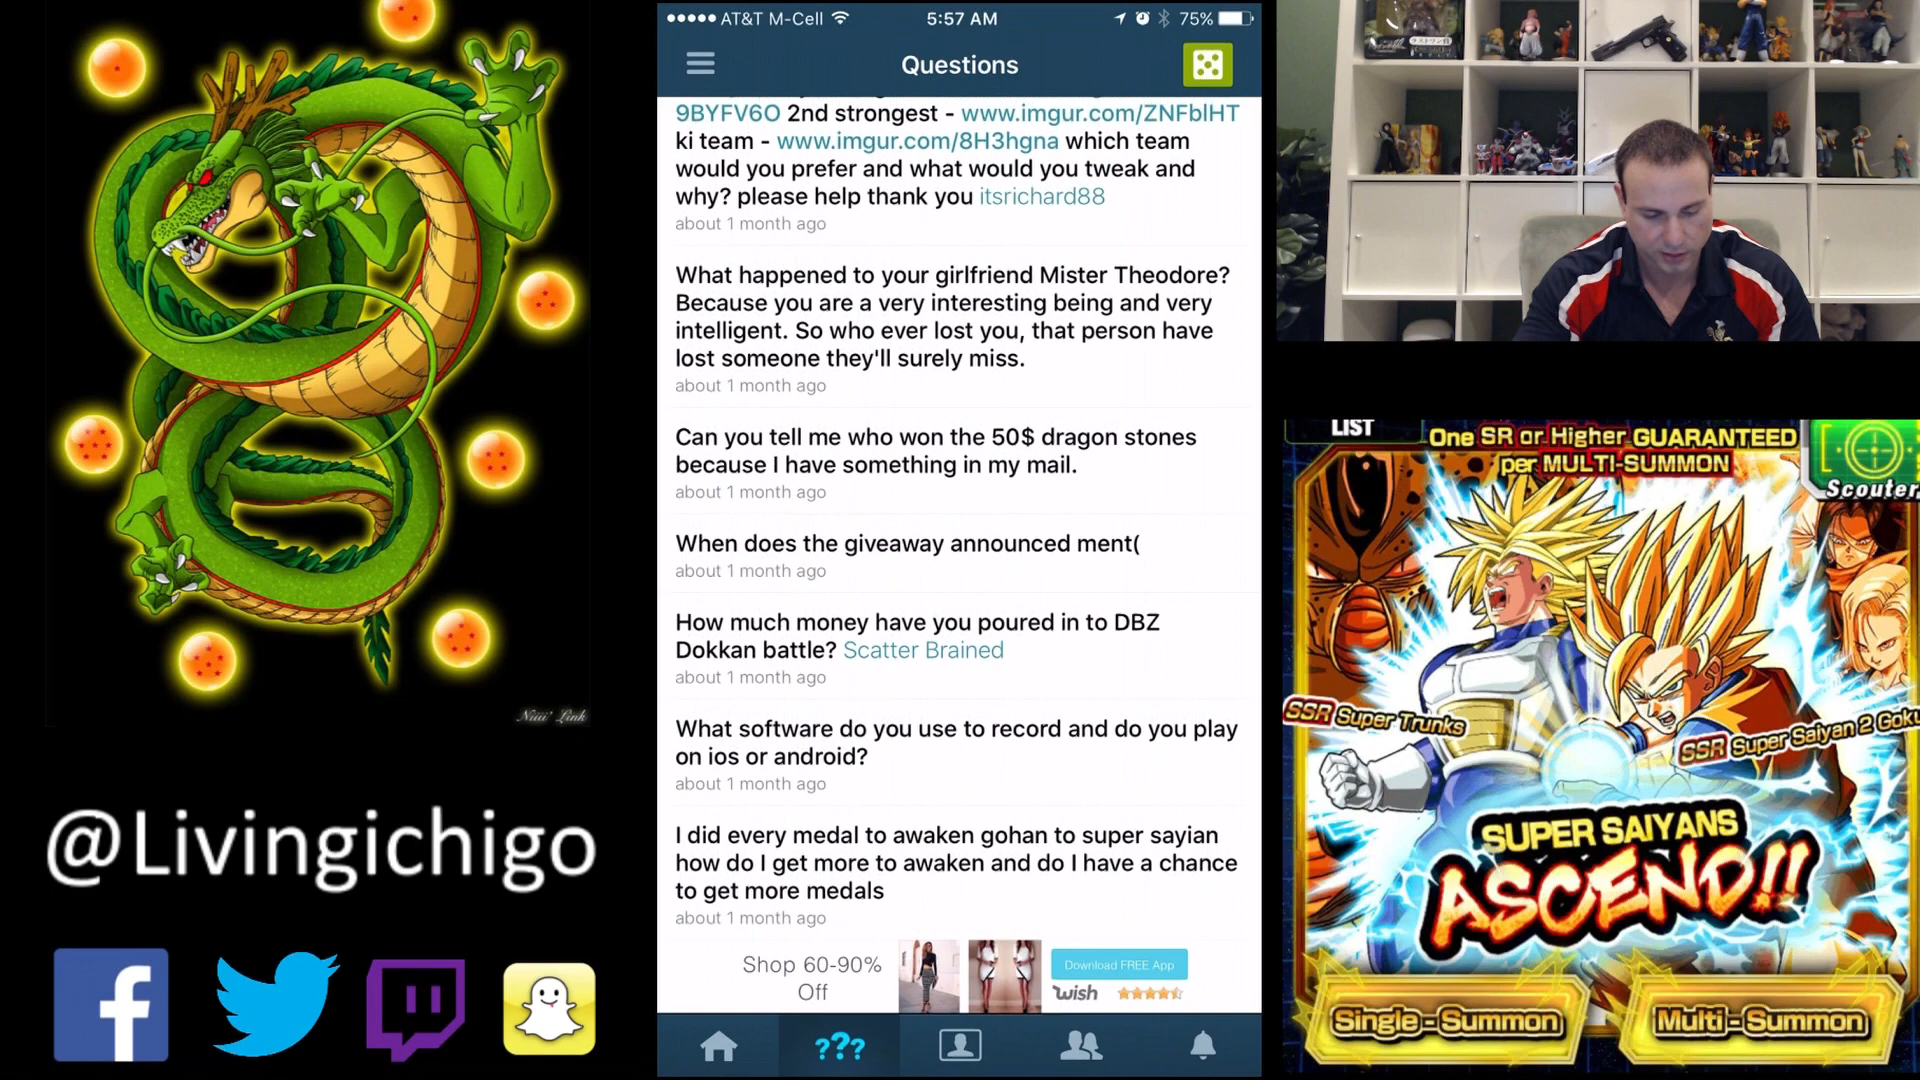 AT&T M-Cell
5:57 AM
75%
Questions
9BYFV6O 2nd strongest - www.imgur.com/ZNFblHT
ki team - www.imgur.com/8H3hgna which team
would you prefer and what would you tweak and
why? please help thank you itsrichard88
about 1 month ago
What happened to your girlfriend Mister Theodore?
Because you are a very interesting being and very
intelligent. So who ever lost you, that person have
lost someone they'll surely miss.
about 1 month ago
Can you tell me who won the 50$ dragon stones
because I have something in my mail.
about 1 month ago
When does the giveaway announced ment(
about 1 month ago
How much money have you poured in to DBZ
Dokkan battle? Scatter Brained
about 1 month ago
What software do you use to record and do you play
on ios or android?
about 1 month ago
I did every medal to awaken gohan to super sayian
how do I get more to awaken and do I have a chance
to get more medals
about 1 month ago
Shop 60-90%
Off
Download FREE App
wish
???
Niiii' Link
@Livingichigo
f
LIST
One SR or Higher GUARANTEED
per MULTI-SUMMON
Scouter
SSR Super Trunks
SSR Super Saiyan 2 Goku
SUPER SAIYANS
ASCEND!!
Single-Summon
Multi-Summon